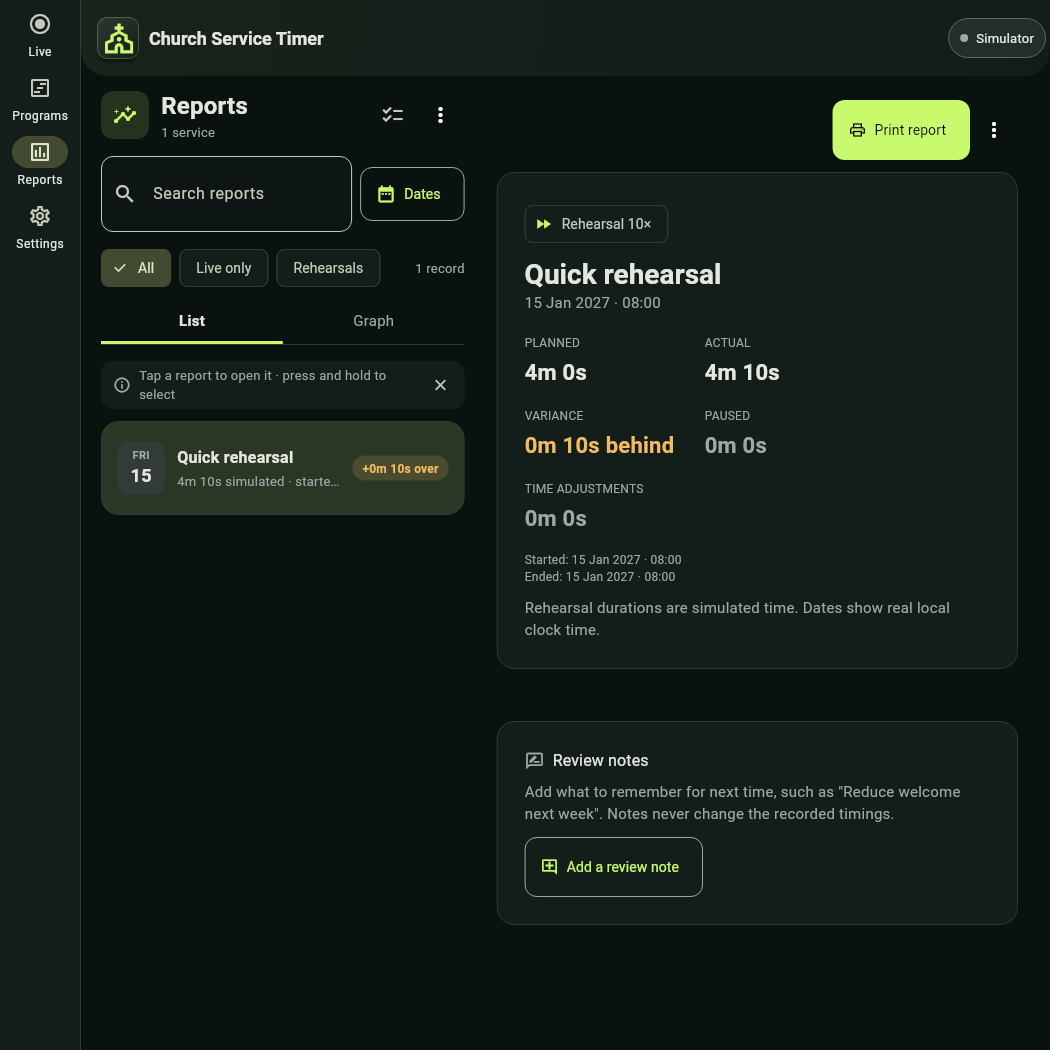 Live
Programs
Reports
Settings
Church Service Timer
Simulator
Reports
1 service
Search reports
Dates
All
Live only
Rehearsals
1 record
List
Graph
Tap a report to open it · press and hold to
select
FRI
15
Quick rehearsal
4m 10s simulated · starte…
+0m 10s over
Print report
Rehearsal 10×
Quick rehearsal
15 Jan 2027 · 08:00
PLANNED
ACTUAL
4m 0s
4m 10s
VARIANCE
PAUSED
0m 10s behind
0m 0s
TIME ADJUSTMENTS
0m 0s
Started: 15 Jan 2027 · 08:00
Ended: 15 Jan 2027 · 08:00
Rehearsal durations are simulated time. Dates show real local
clock time.
Review notes
Add what to remember for next time, such as "Reduce welcome
next week". Notes never change the recorded timings.
Add a review note